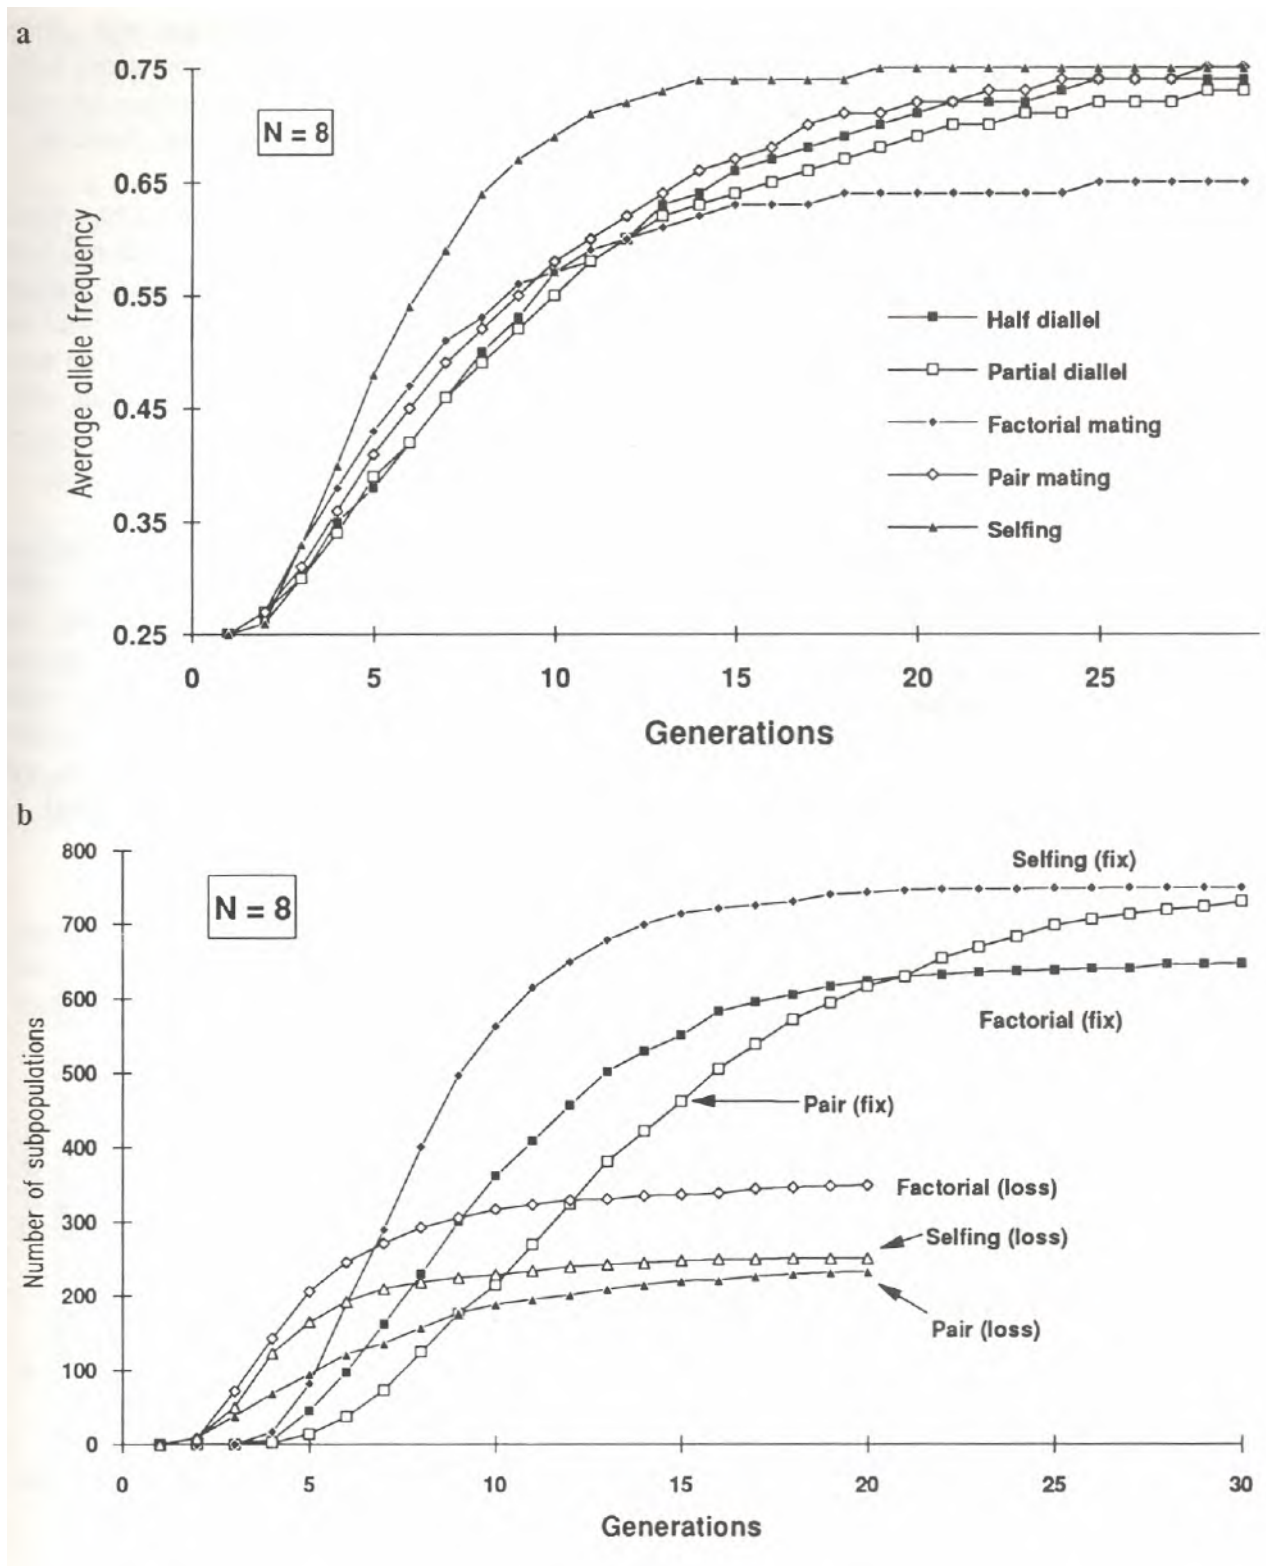 a
0.75
N = 8
0.65
0.55
0.45
0.35
0.25
Average allele frequency
Half diallel
Partial diallel
Factorial mating
Pair mating
Selfing
0 5 10 15 20 25
Generations
b
800
700
600
500
400
300
200
100
0
Number of subpopulations
N = 8
Selfing (fix)
Factorial (fix)
Pair (fix)
Factorial (loss)
Selfing (loss)
Pair (loss)
0 5 10 15 20 25 30
Generations